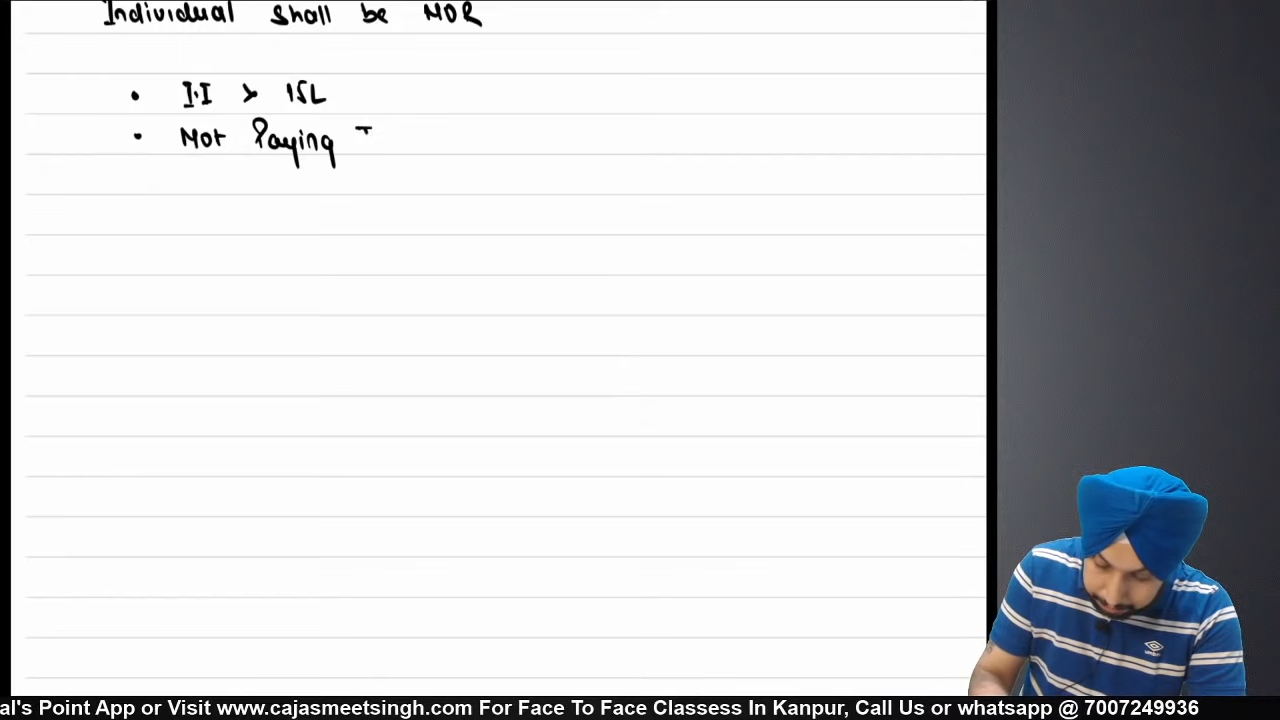 Individual Shall be NOR
• I.I > 15L
• Not Paying T
umbro
al's Point App or Visit www.cajasmeetsingh.com For Face To Face Classess In Kanpur, Call Us or whatsapp @ 7007249936